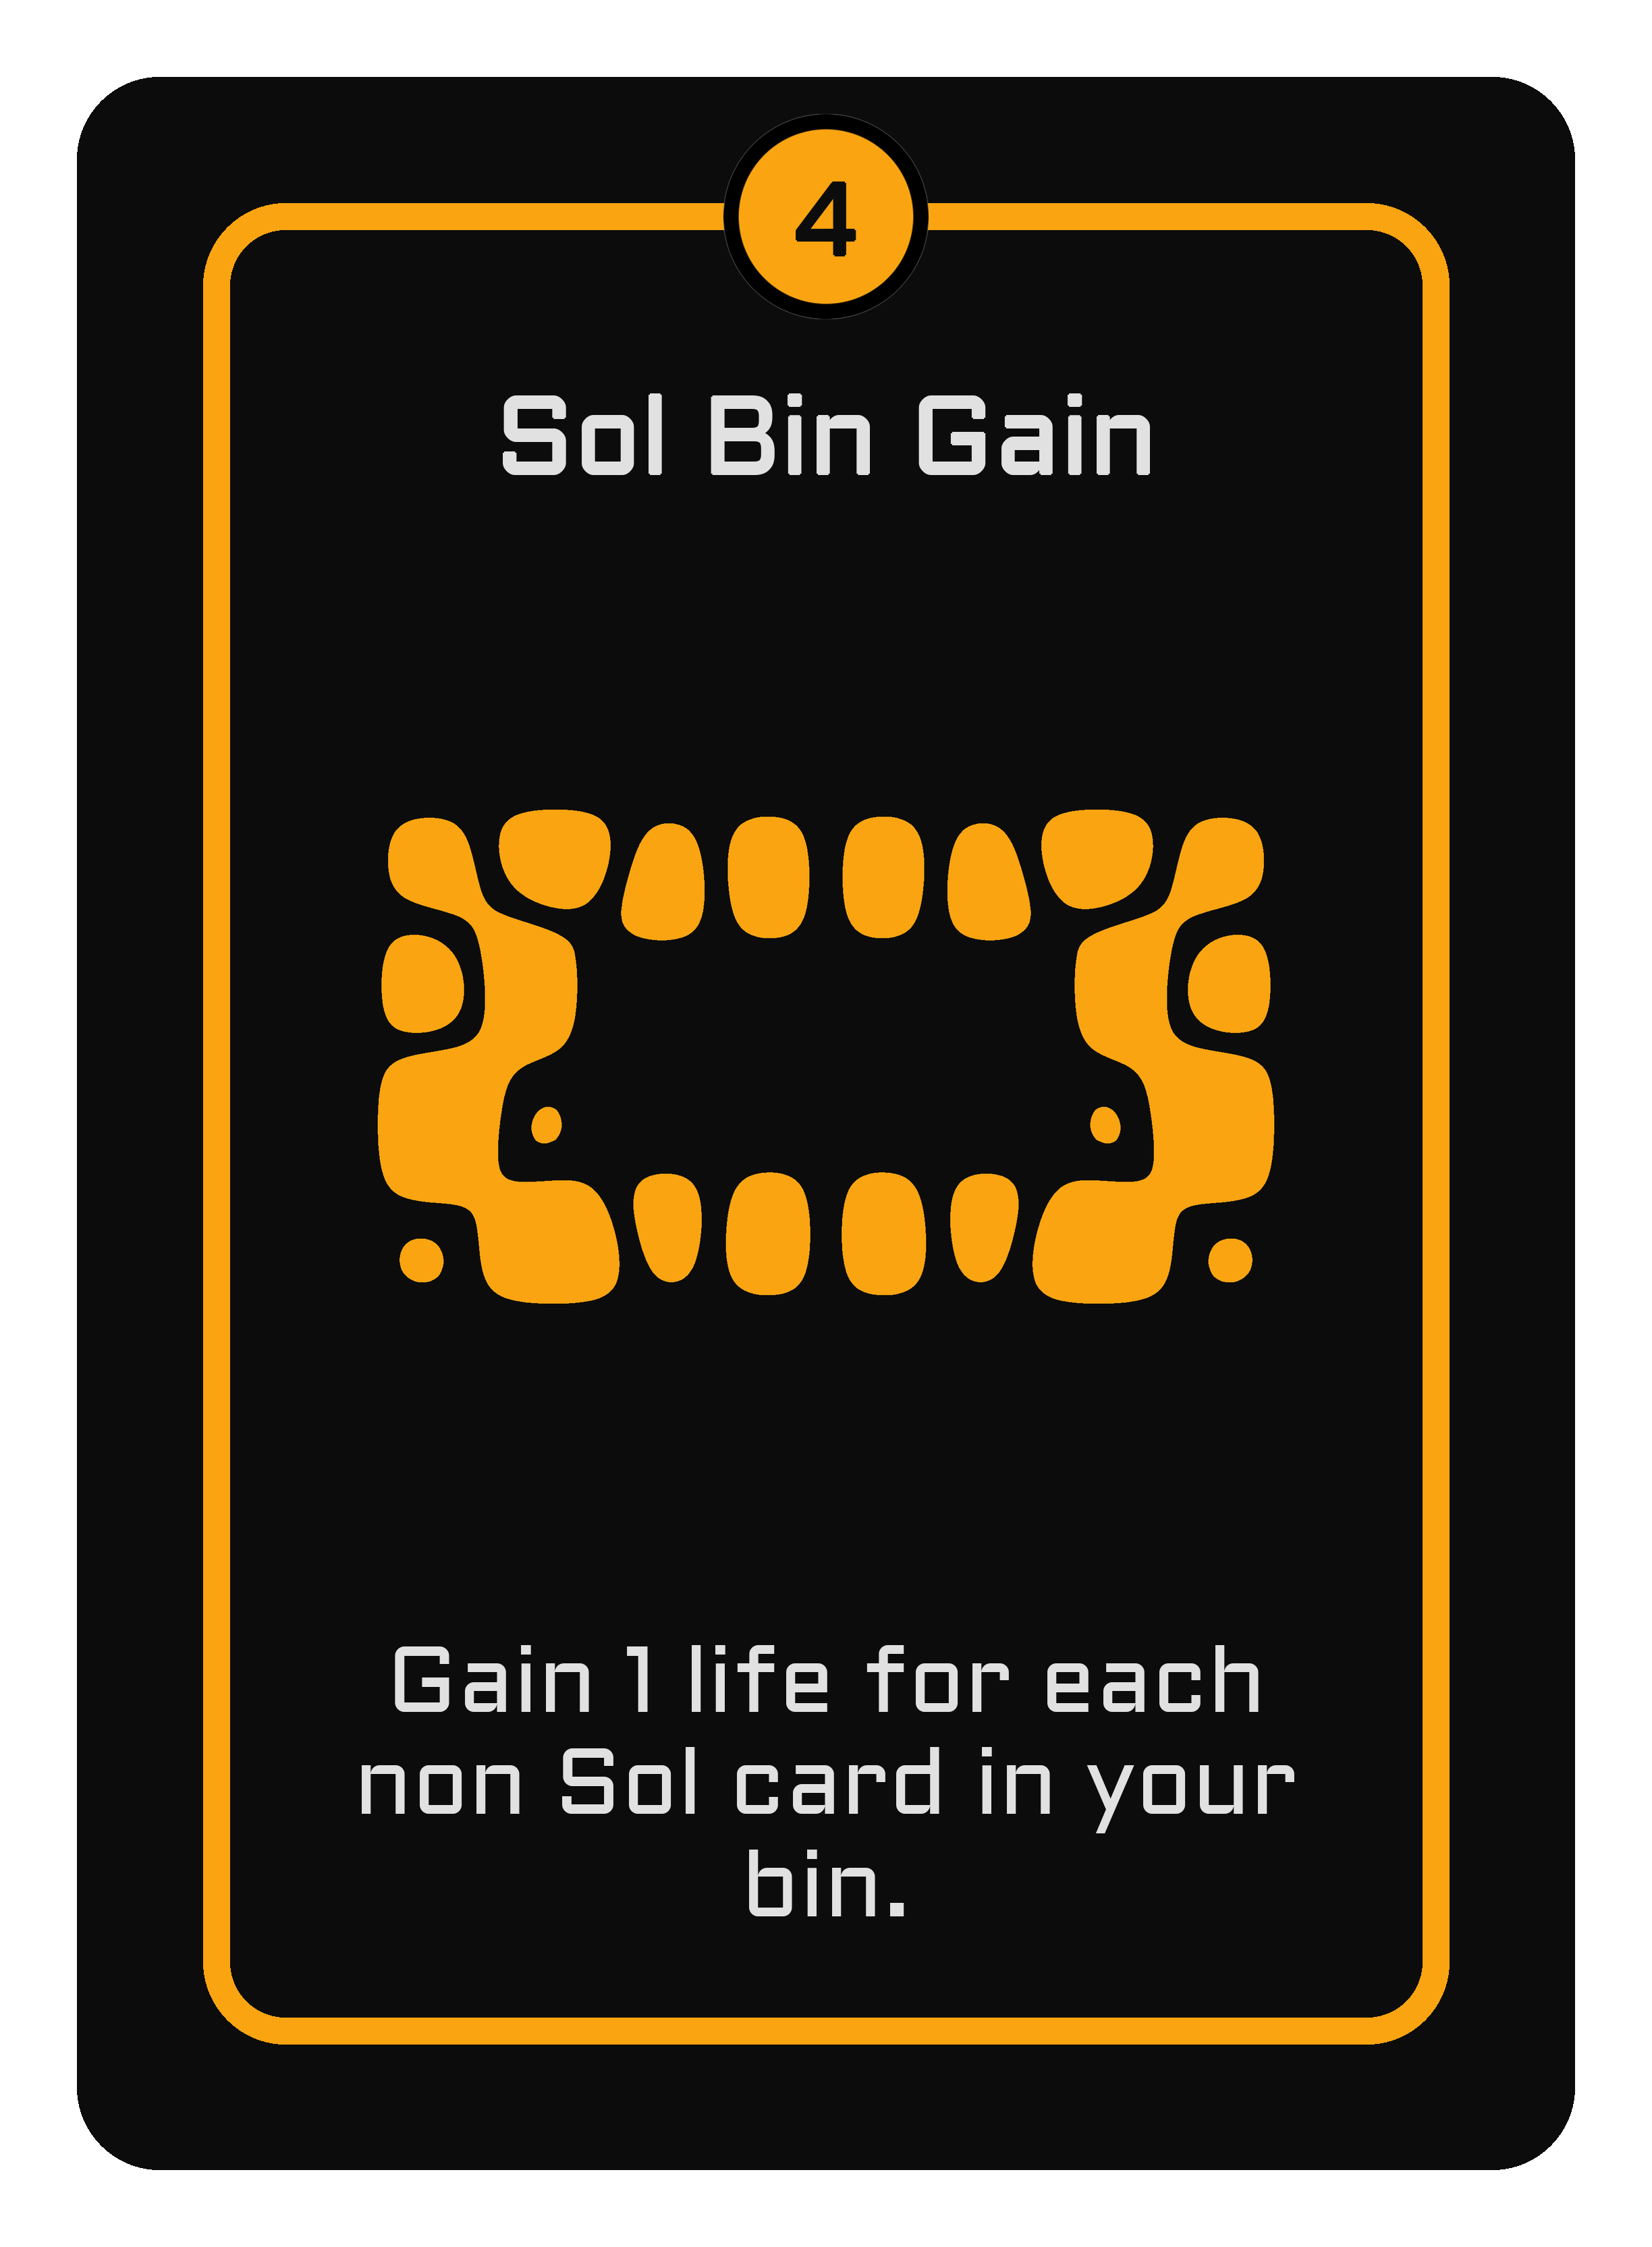 4
Sol Bin Gain
Gain 1 life for each
non Sol card in your
bin.